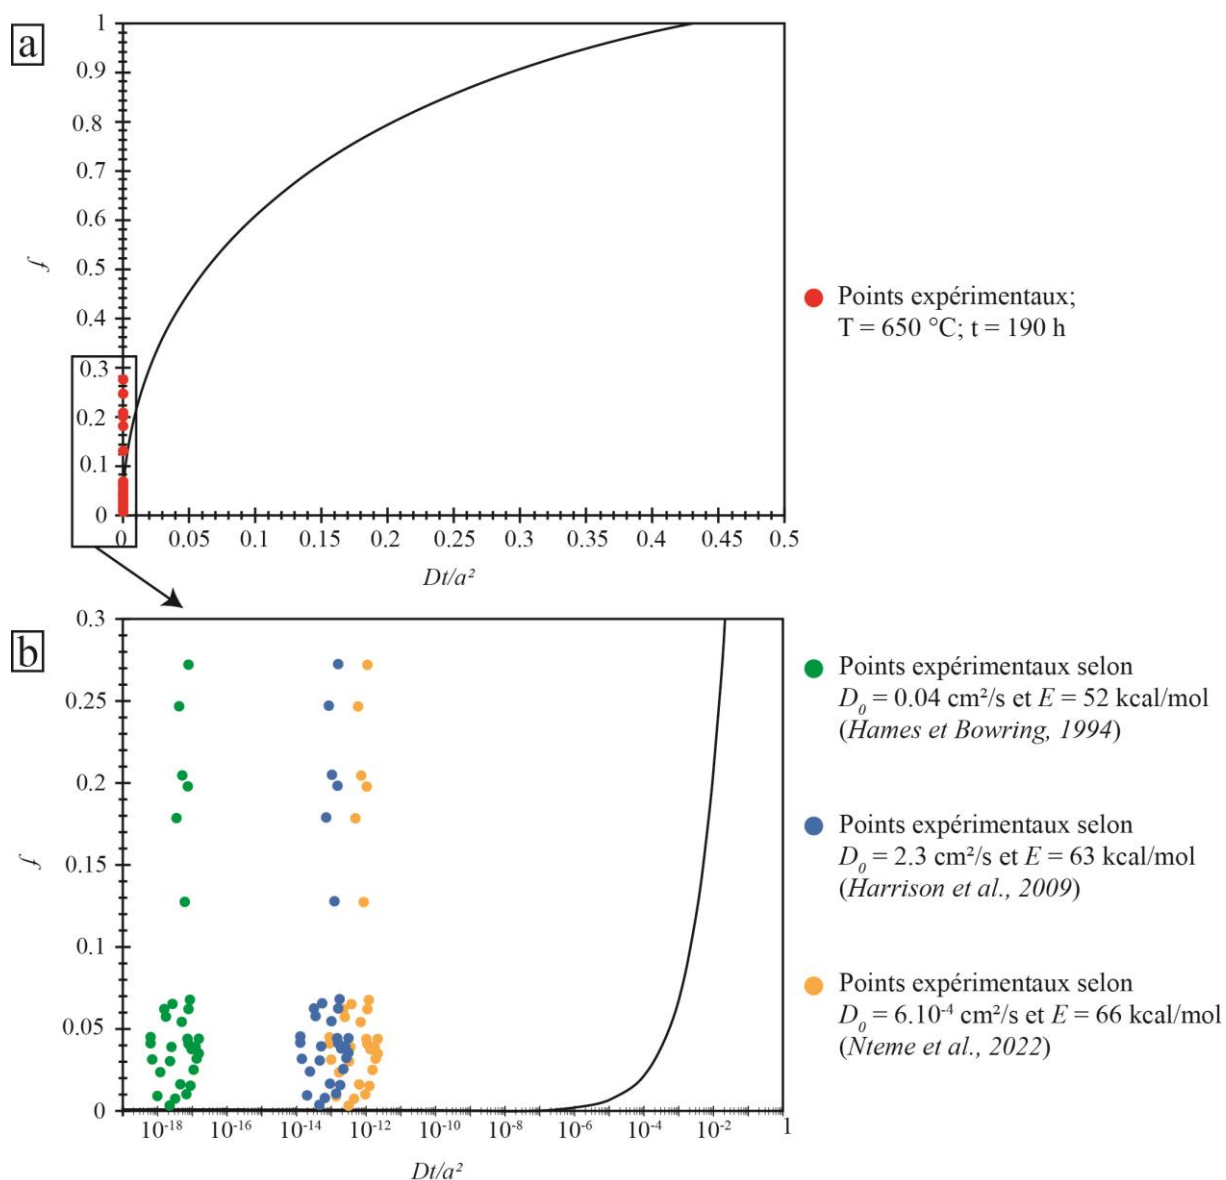 a
1
0.9
0.8
0.7
0.6
0.5
0.4
0.3
0.2
0.1
0
f
0 0.05 0.1 0.15 0.12 0.25 0.3 0.35 0.4 0.45 0.5
Dt/a²
Points expérimentaux;
T = 650 °C; t = 190 h
b
0.3
0.25
0.2
0.15
0.1
0.05
0
f
10⁻¹⁸ 10⁻¹⁶ 10⁻¹⁴ 10⁻¹² 10⁻¹⁰ 10⁻⁸ 10⁻⁶ 10⁻⁴ 10⁻² 1
Dt/a²
Points expérimentaux selon
D₀ = 0.04 cm²/s et E = 52 kcal/mol
(Hames et Bowring, 1994)
Points expérimentaux selon
D₀ = 2.3 cm²/s et E = 63 kcal/mol
(Harrison et al., 2009)
Points expérimentaux selon
D₀ = 6.10⁻⁴ cm²/s et E = 66 kcal/mol
(Nteme et al., 2022)